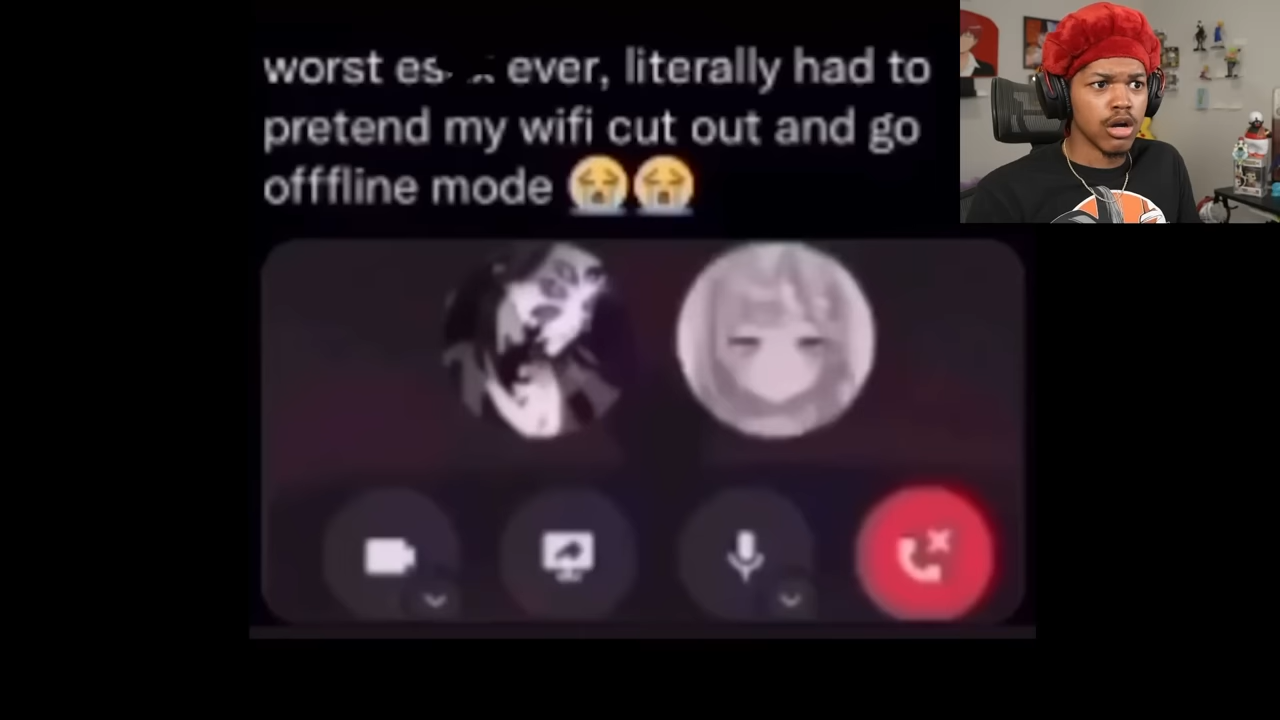 worst ever, literally had to
pretend my wifi cut out and go
offfline mode 😭😭